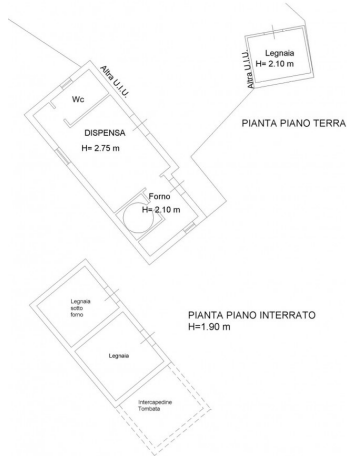 Legnaia
H= 2.10 m
Altra U.I.U.
Altra U.I.U.
Wc
PIANTA PIANO TERRA
DISPENSA
H= 2.75 m
Forno
H= 2.10 m
Legnaia
sotto
forno
PIANTA PIANO INTERRATO
H=1.90 m
Legnaia
Intercapedine
Tombata